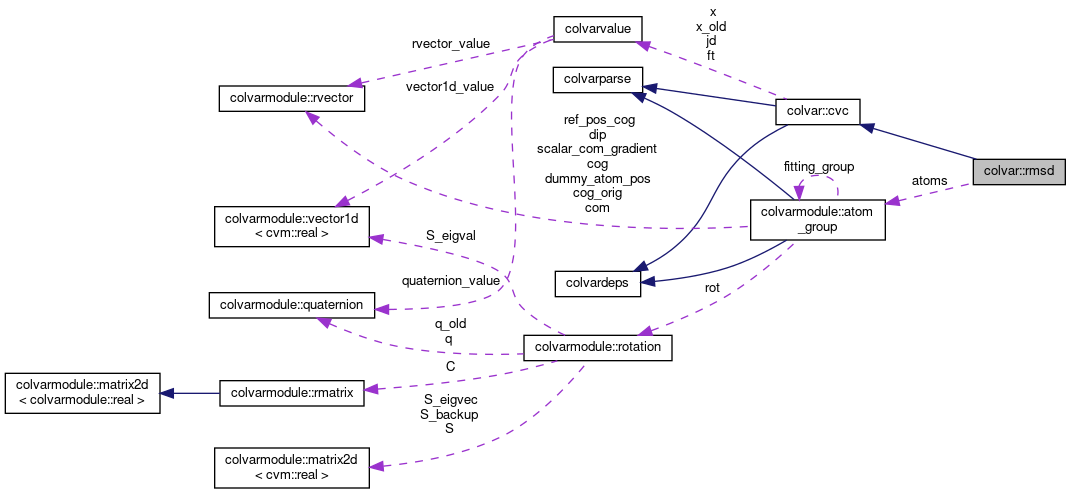 x
x_old
jd
ft
colvarvalue
rvector_value
colvarparse
vector1d_value
colvarmodule::rvector
colvar::cvc
ref_pos_cog
dip
scalar_com_gradient
cog
dummy_atom_pos
cog_orig
com
fitting_group
atoms
colvar::rmsd
colvarmodule::vector1d
< cvm::real >
colvarmodule::atom
_group
S_eigval
quaternion_value
colvardeps
rot
colvarmodule::quaternion
q_old
q
colvarmodule::rotation
C
colvarmodule::matrix2d
< colvarmodule::real >
colvarmodule::rmatrix
S_eigvec
S_backup
S
colvarmodule::matrix2d
< cvm::real >